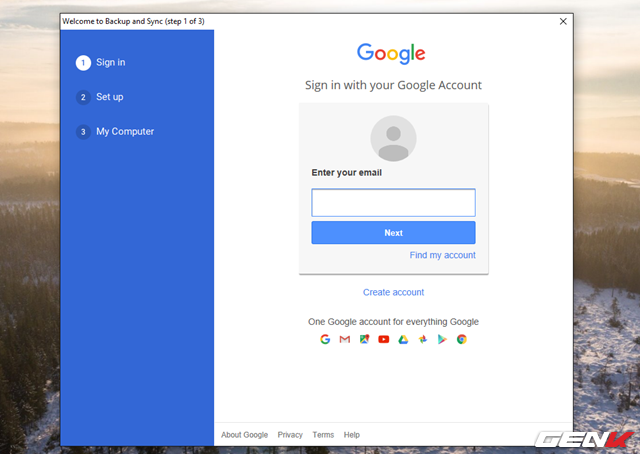 Welcome to Backup and Sync (step 1 of 3)
1 Sign in
2 Set up
3 My Computer
Google
Sign in with your Google Account
Enter your email
Next
Find my account
Create account
One Google account for everything Google
About Google Privacy Terms Help
GENK